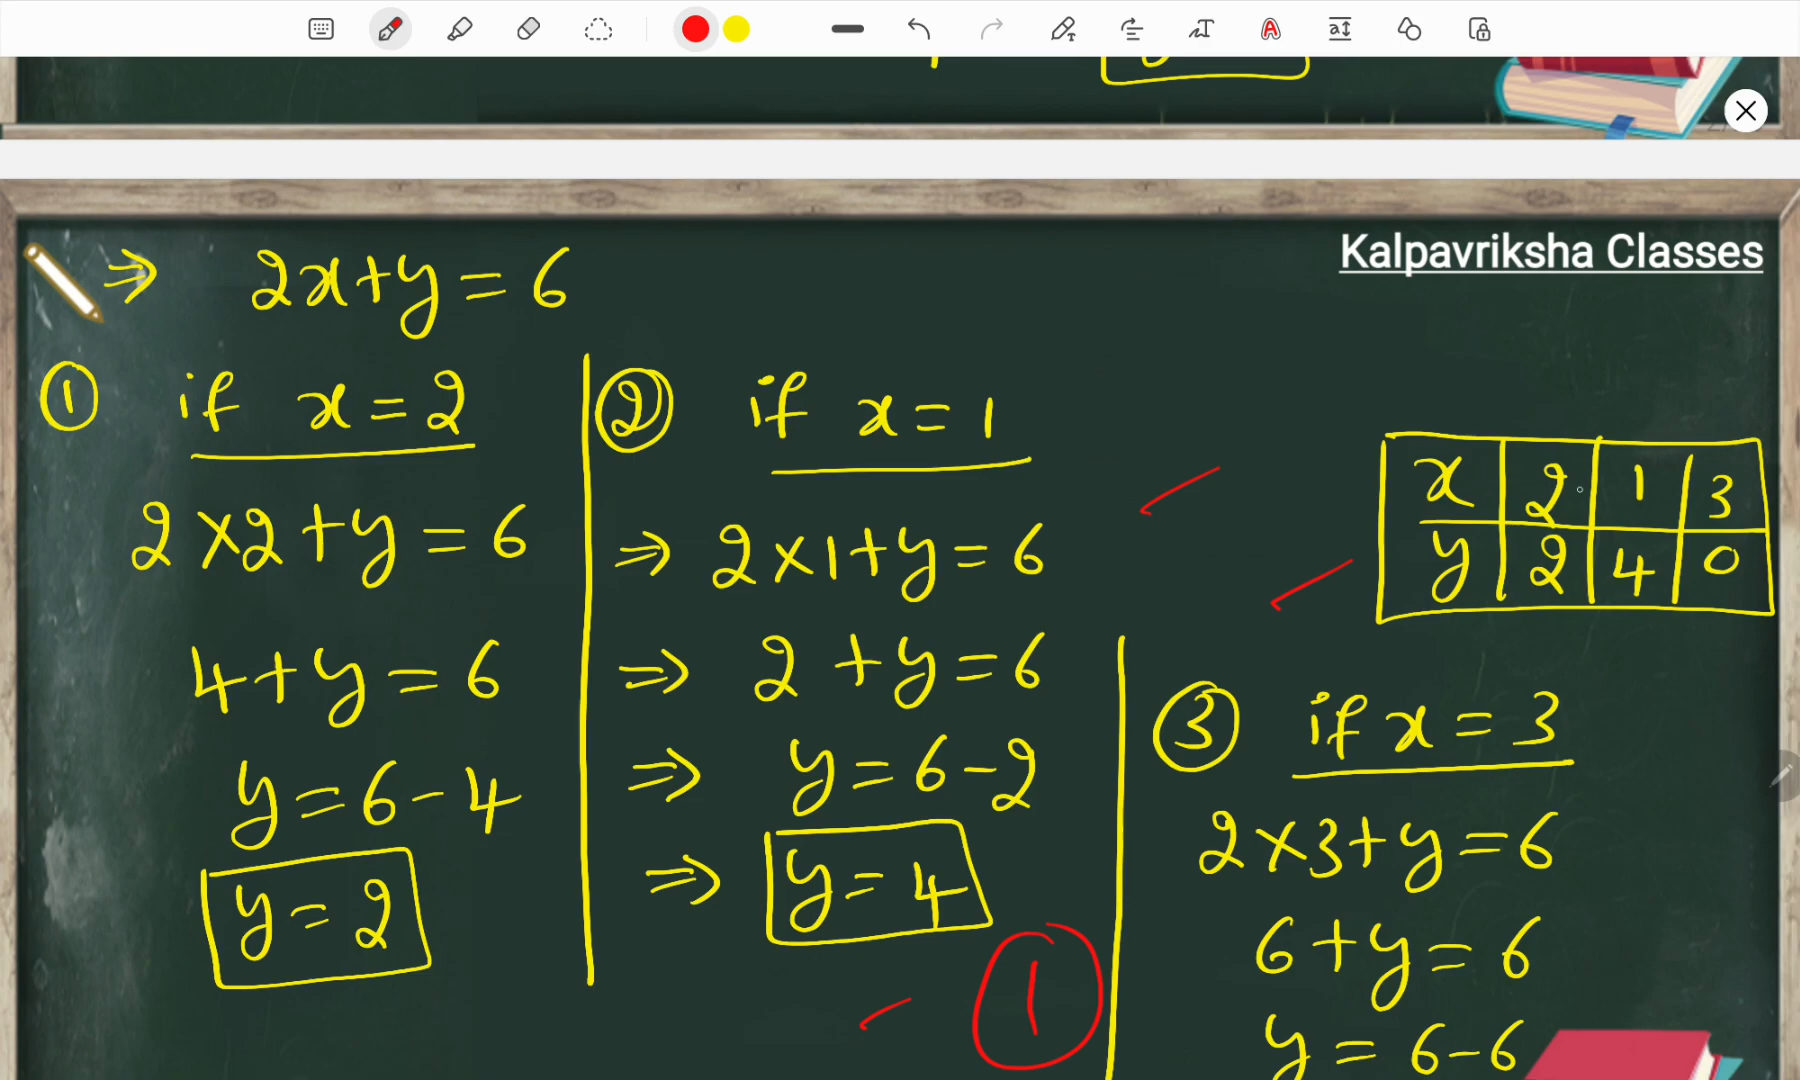 Kalpavriksha Classes
⇒ 2x+y=6
① if x=2
2×2+y=6
4+y=6
y=6-4
y=2
② if x=1
⇒ 2×1+y=6
⇒ 2+y=6
⇒ y=6-2
⇒ y=4
①
x 2 1 3
y 2 4 0
③ if x=3
2×3+y=6
6+y=6
y=6-6